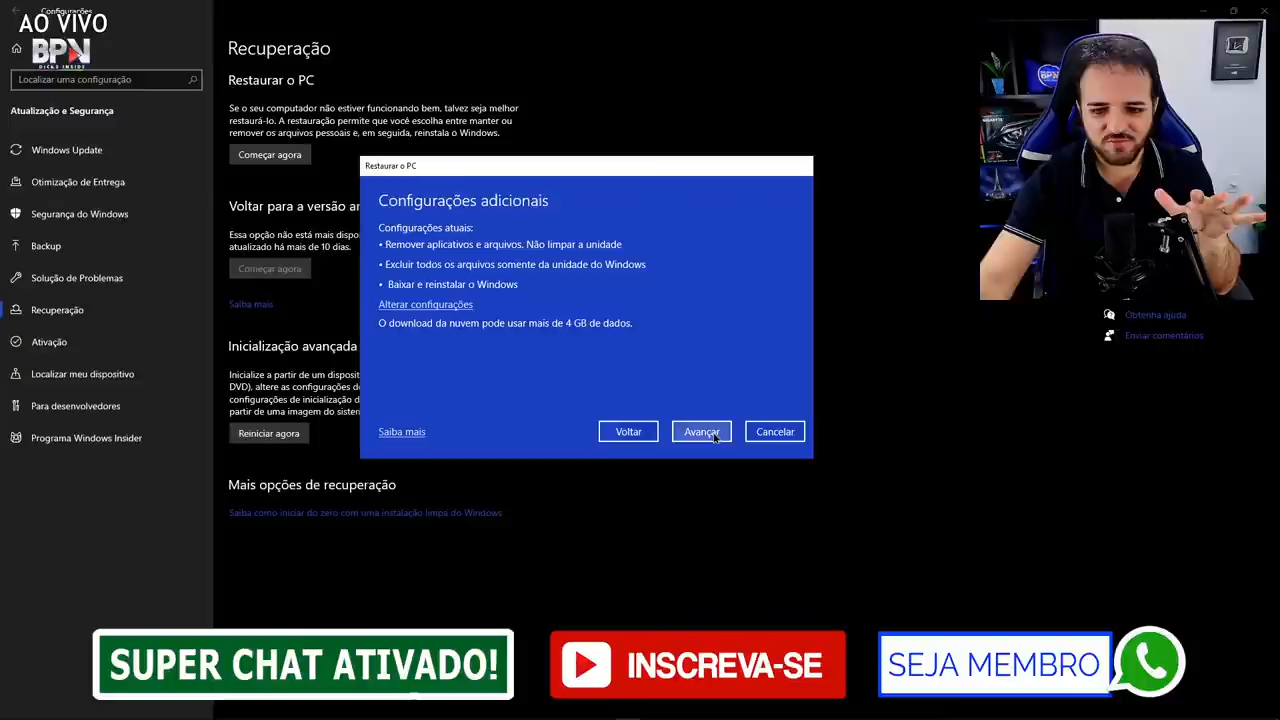 Configurações
AO VIVO
BPN
DICAS INSIDE
Localizar uma configuração
Atualização e Segurança
Windows Update
Otimização de Entrega
Segurança do Windows
Backup
Solução de Problemas
Recuperação
Ativação
Localizar meu dispositivo
Para desenvolvedores
Programa Windows Insider
Recuperação
Restaurar o PC
Se o seu computador não estiver funcionando bem, talvez seja melhor
restaurá-lo. A restauração permite que você escolha entre manter ou
remover os arquivos pessoais e, em seguida, reinstala o Windows.
Começar agora
Voltar para a versão an
Essa opção não está mais dispo
atualizado há mais de 10 dias.
Começar agora
Saiba mais
Inicialização avançada
Inicialize a partir de um disposit
DVD), altere as configurações do
configurações de inicialização d
partir de uma imagem do sistem
Reiniciar agora
Mais opções de recuperação
Saiba como iniciar do zero com uma instalação limpa do Windows
Restaurar o PC
Configurações adicionais
Configurações atuais:
• Remover aplicativos e arquivos. Não limpar a unidade
• Excluir todos os arquivos somente da unidade do Windows
• Baixar e reinstalar o Windows
Alterar configurações
O download da nuvem pode usar mais de 4 GB de dados.
Saiba mais
Voltar
Avançar
Cancelar
GIGABYTE
BPN
Obtenha ajuda
Enviar comentários
SUPER CHAT ATIVADO!
INSCREVA-SE
SEJA MEMBRO